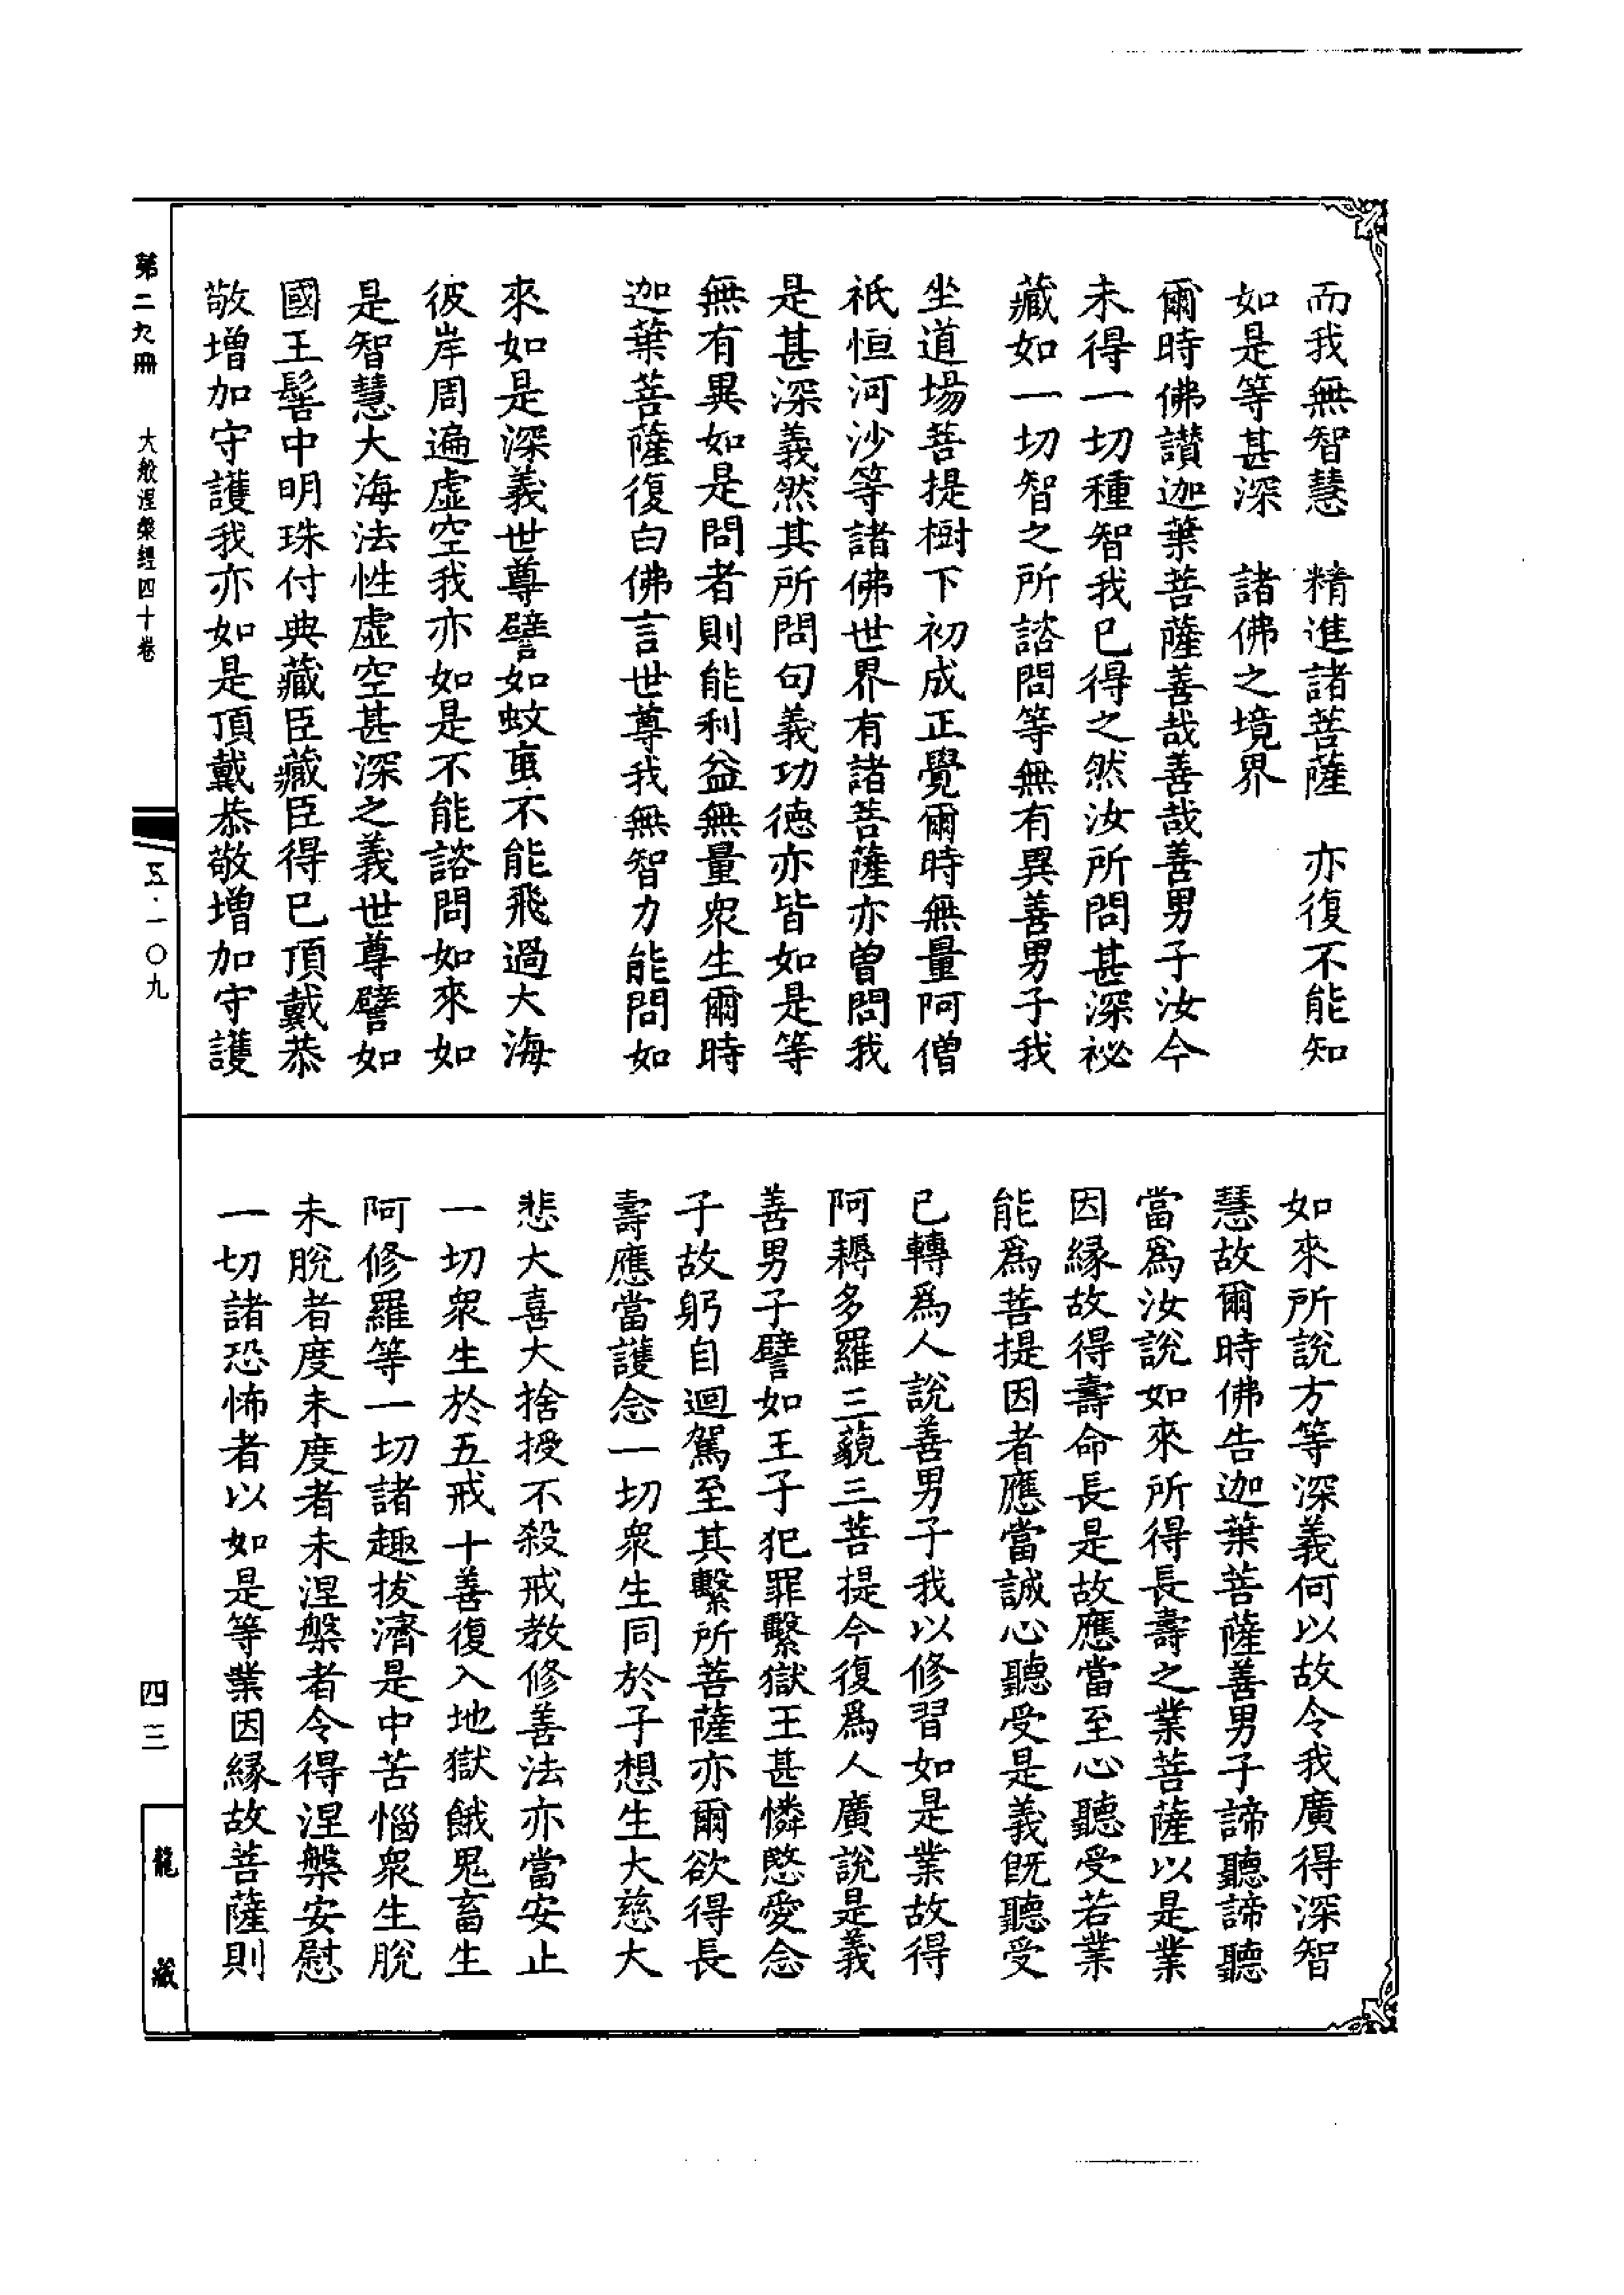 而我無智慧　精進諸菩薩　亦復不能知
如是等甚深　諸佛之境界
爾時佛讃迦葉菩薩善哉善哉善男子汝今
未得一切種智我已得之然汝所問甚深祕
藏如一切智之所諮問等無有異善男子我
坐道場菩提樹下初成正覺爾時無量阿僧
祇恒河沙等諸佛世界有諸菩薩亦曽問我
是甚深義然其所問句義功德亦皆如是等
無有異如是問者則能利益無量衆生爾時
迦葉菩薩復白佛言世尊我無智力能問如
來如是深義世尊譬如蚊䖟不能飛過大海
彼岸周遍虚空我亦如是不能諮問如來如
是智慧大海法性虚空甚深之義世尊譬如
國王髻中明珠付典藏臣藏臣得已頂戴恭
敬增加守護我亦如是頂戴恭敬增加守護
如來所說方等深義何以故令我廣得深智
慧故爾時佛告迦葉菩薩善男子諦聽諦聽
當爲汝說如來所得長壽之業菩薩以是業
因緣故得壽命長是故應當至心聽受若業
能爲菩提因者應當誠心聽受是義旣聽受
已轉爲人說善男子我以修習如是業故得
阿耨多羅三藐三菩提今復爲人廣說是義
善男子譬如王子犯罪繫獄王甚憐愍愛念
子故躬自迴駕至其繫所菩薩亦爾欲得長
壽應當護念一切衆生同於子想生大慈大
悲大喜大捨授不殺戒教修善法亦當安止
一切衆生於五戒十善復入地獄餓鬼畜生
阿修羅等一切諸趣拔濟是中苦惱衆生脫
未脫者度未度者未涅槃者令得涅槃安慰
一切諸恐怖者以如是等業因緣故菩薩則
第二九冊　大般涅槃經四十卷
五·一〇九
四三
龍藏